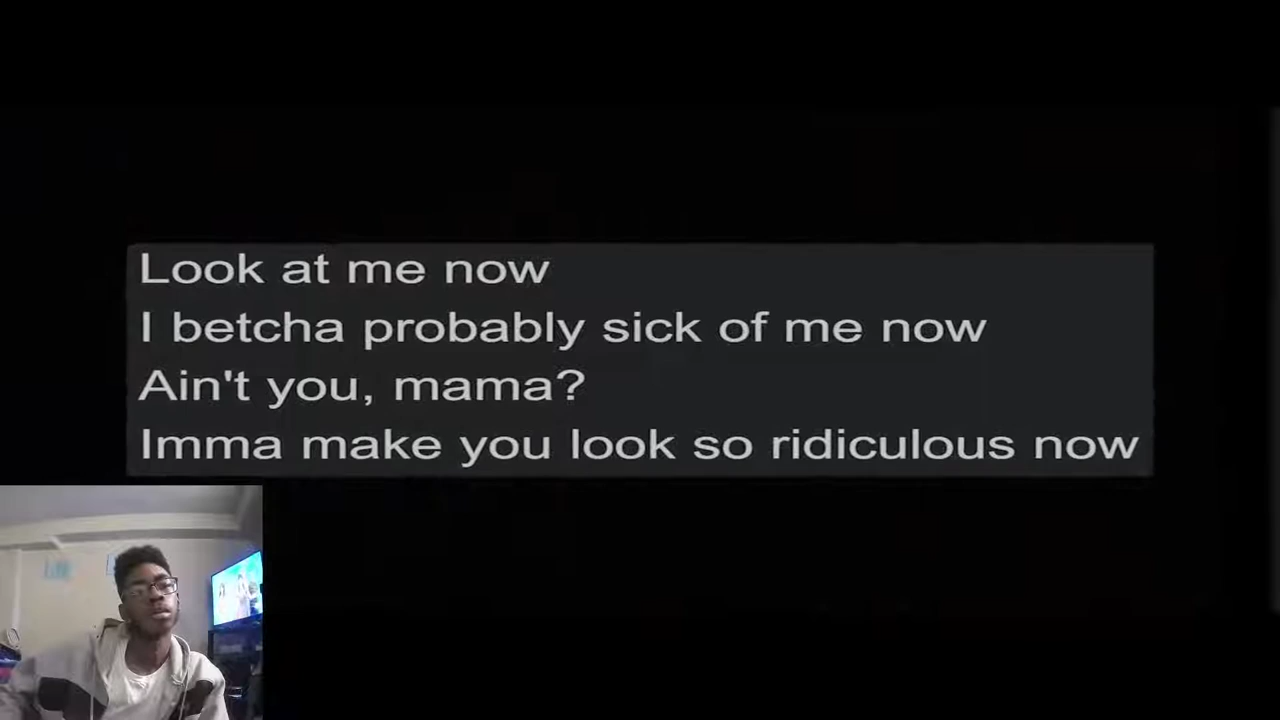 Look at me now
I betcha probably sick of me now
Ain't you, mama?
Imma make you look so ridiculous now